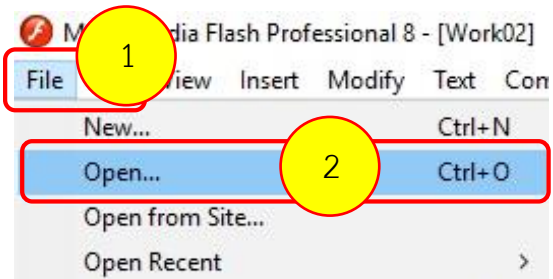 M dia Flash Professional 8 - [Work02]
1
File iew Insert Modify Text Com
New... Ctrl+N
Open... 2 Ctrl+O
Open from Site...
Open Recent >